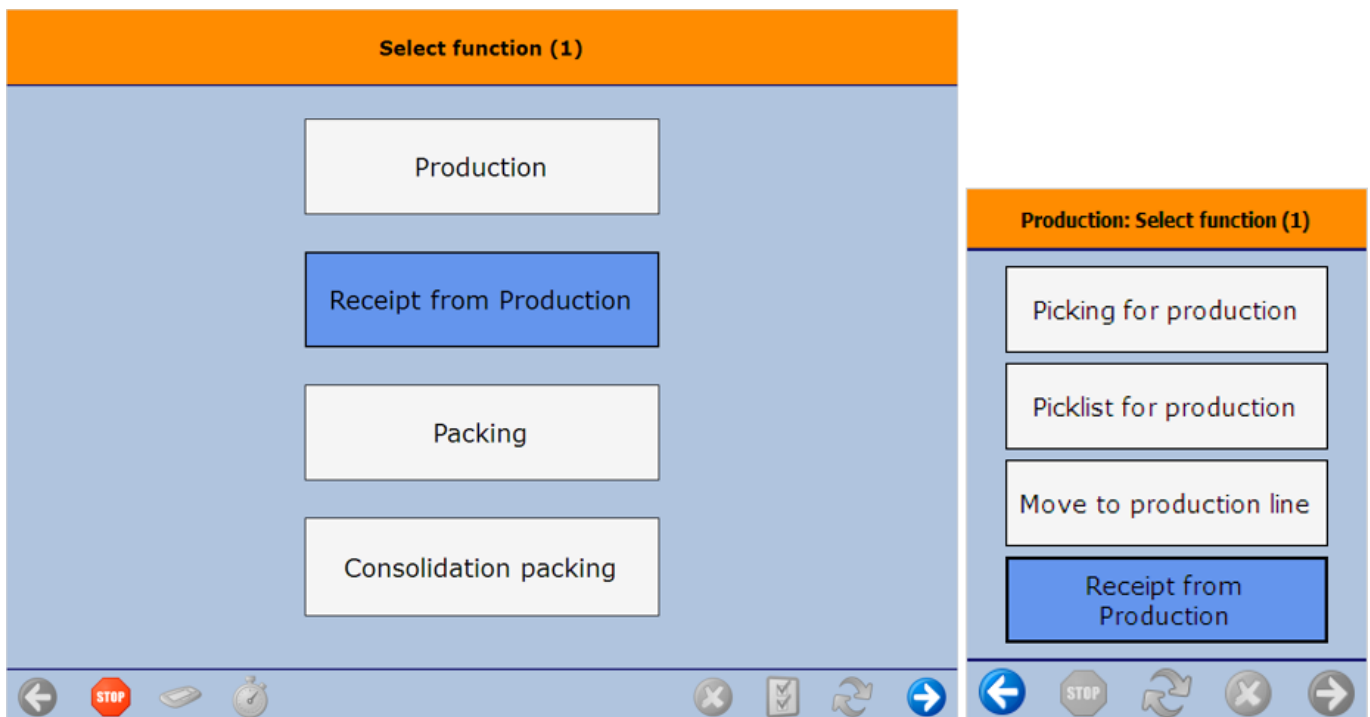 Select function (1)
Production
Receipt from Production
Packing
Consolidation packing
STOP
Production: Select function (1)
Picking for production
Picklist for production
Move to production line
Receipt from
Production
STOP